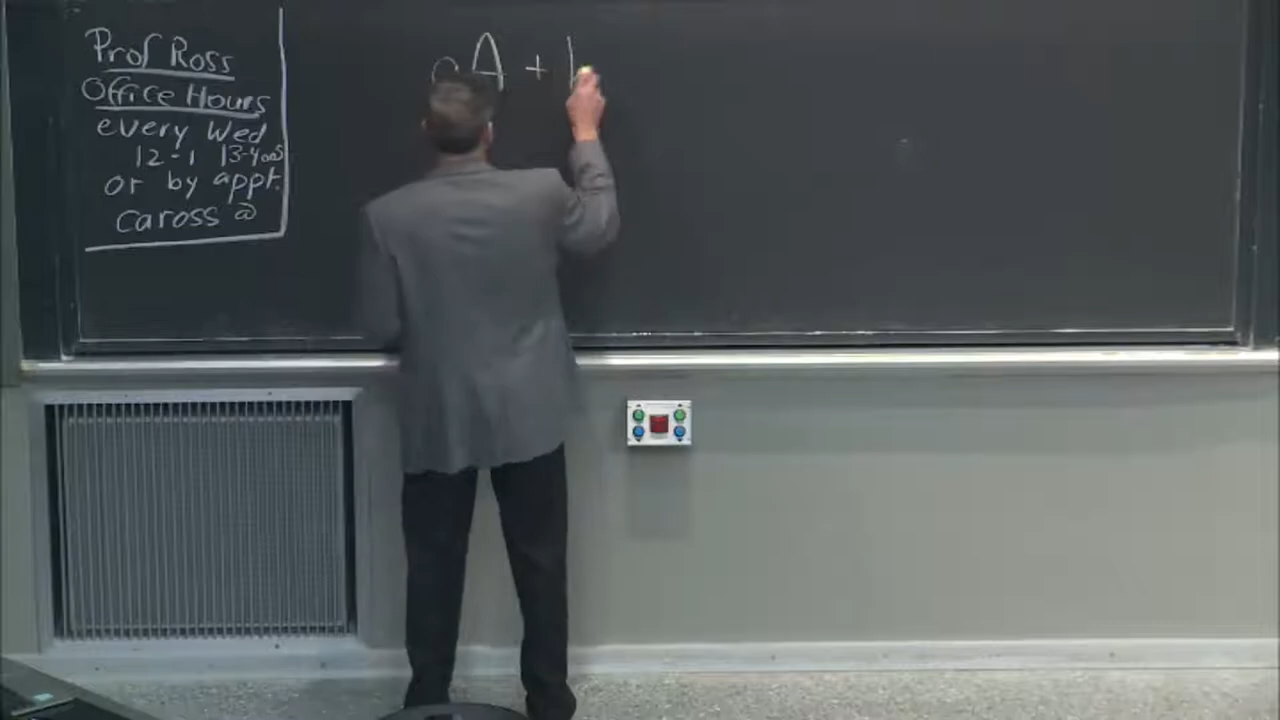 Prof Ross
Office Hours
every Wed
12-1 13-4005
or by appt.
caross @
A + b